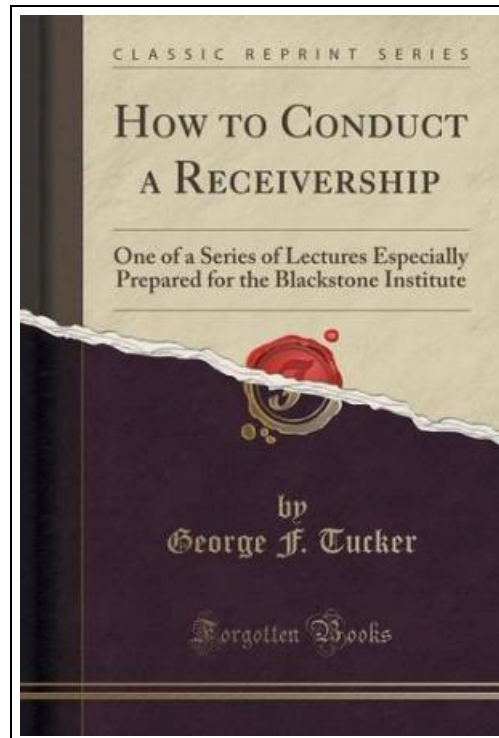 CLASSIC REPRINT SERIES
HOW TO CONDUCT
A RECEIVERSHIP
One of a Series of Lectures Especially
Prepared for the Blackstone Institute
by
George F. Tucker
Forgotten Books